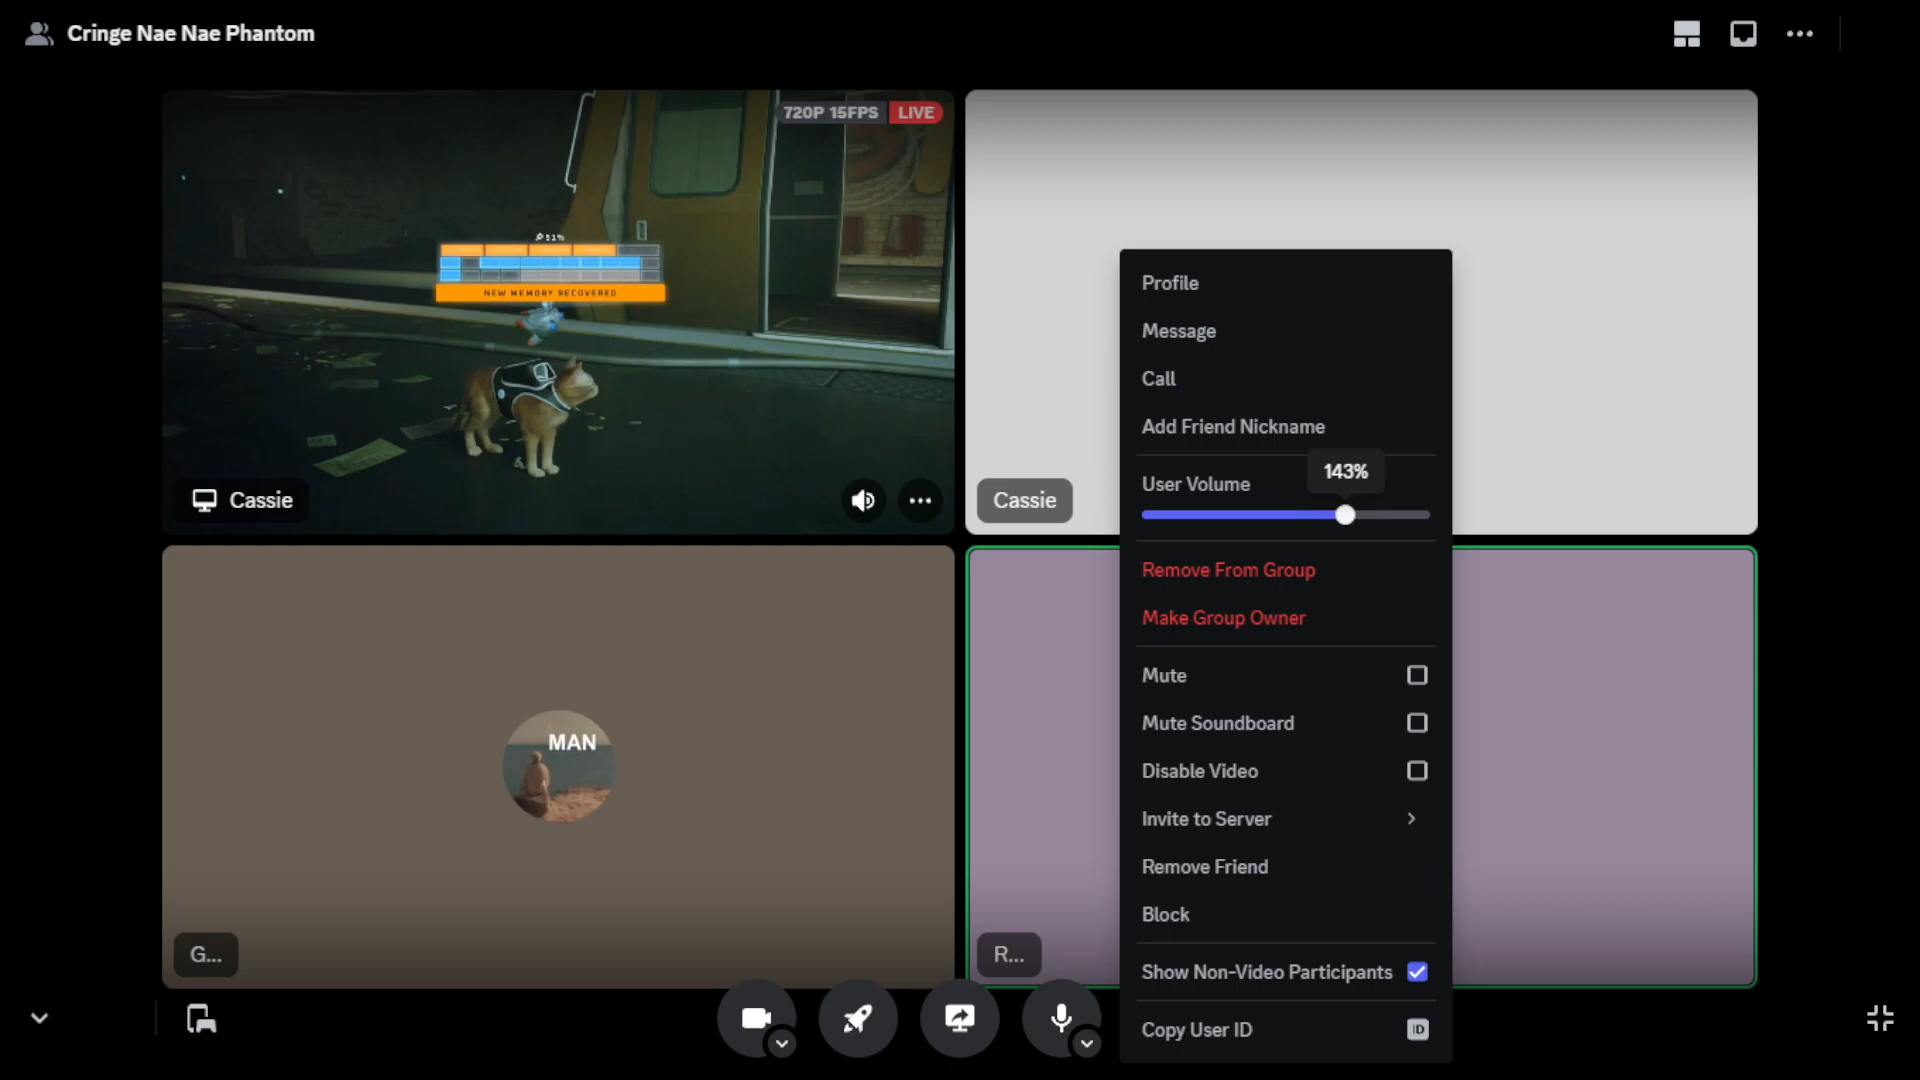 Cringe Nae Nae Phantom
720P 15FPS LIVE
51%
NEW MEMORY RECOVERED
Cassie
Cassie
Profile
Message
Call
Add Friend Nickname
143%
User Volume
Remove From Group
Make Group Owner
Mute
Mute Soundboard
Disable Video
Invite to Server
Remove Friend
Block
Show Non-Video Participants
Copy User ID
ID
MAN
G...
R...